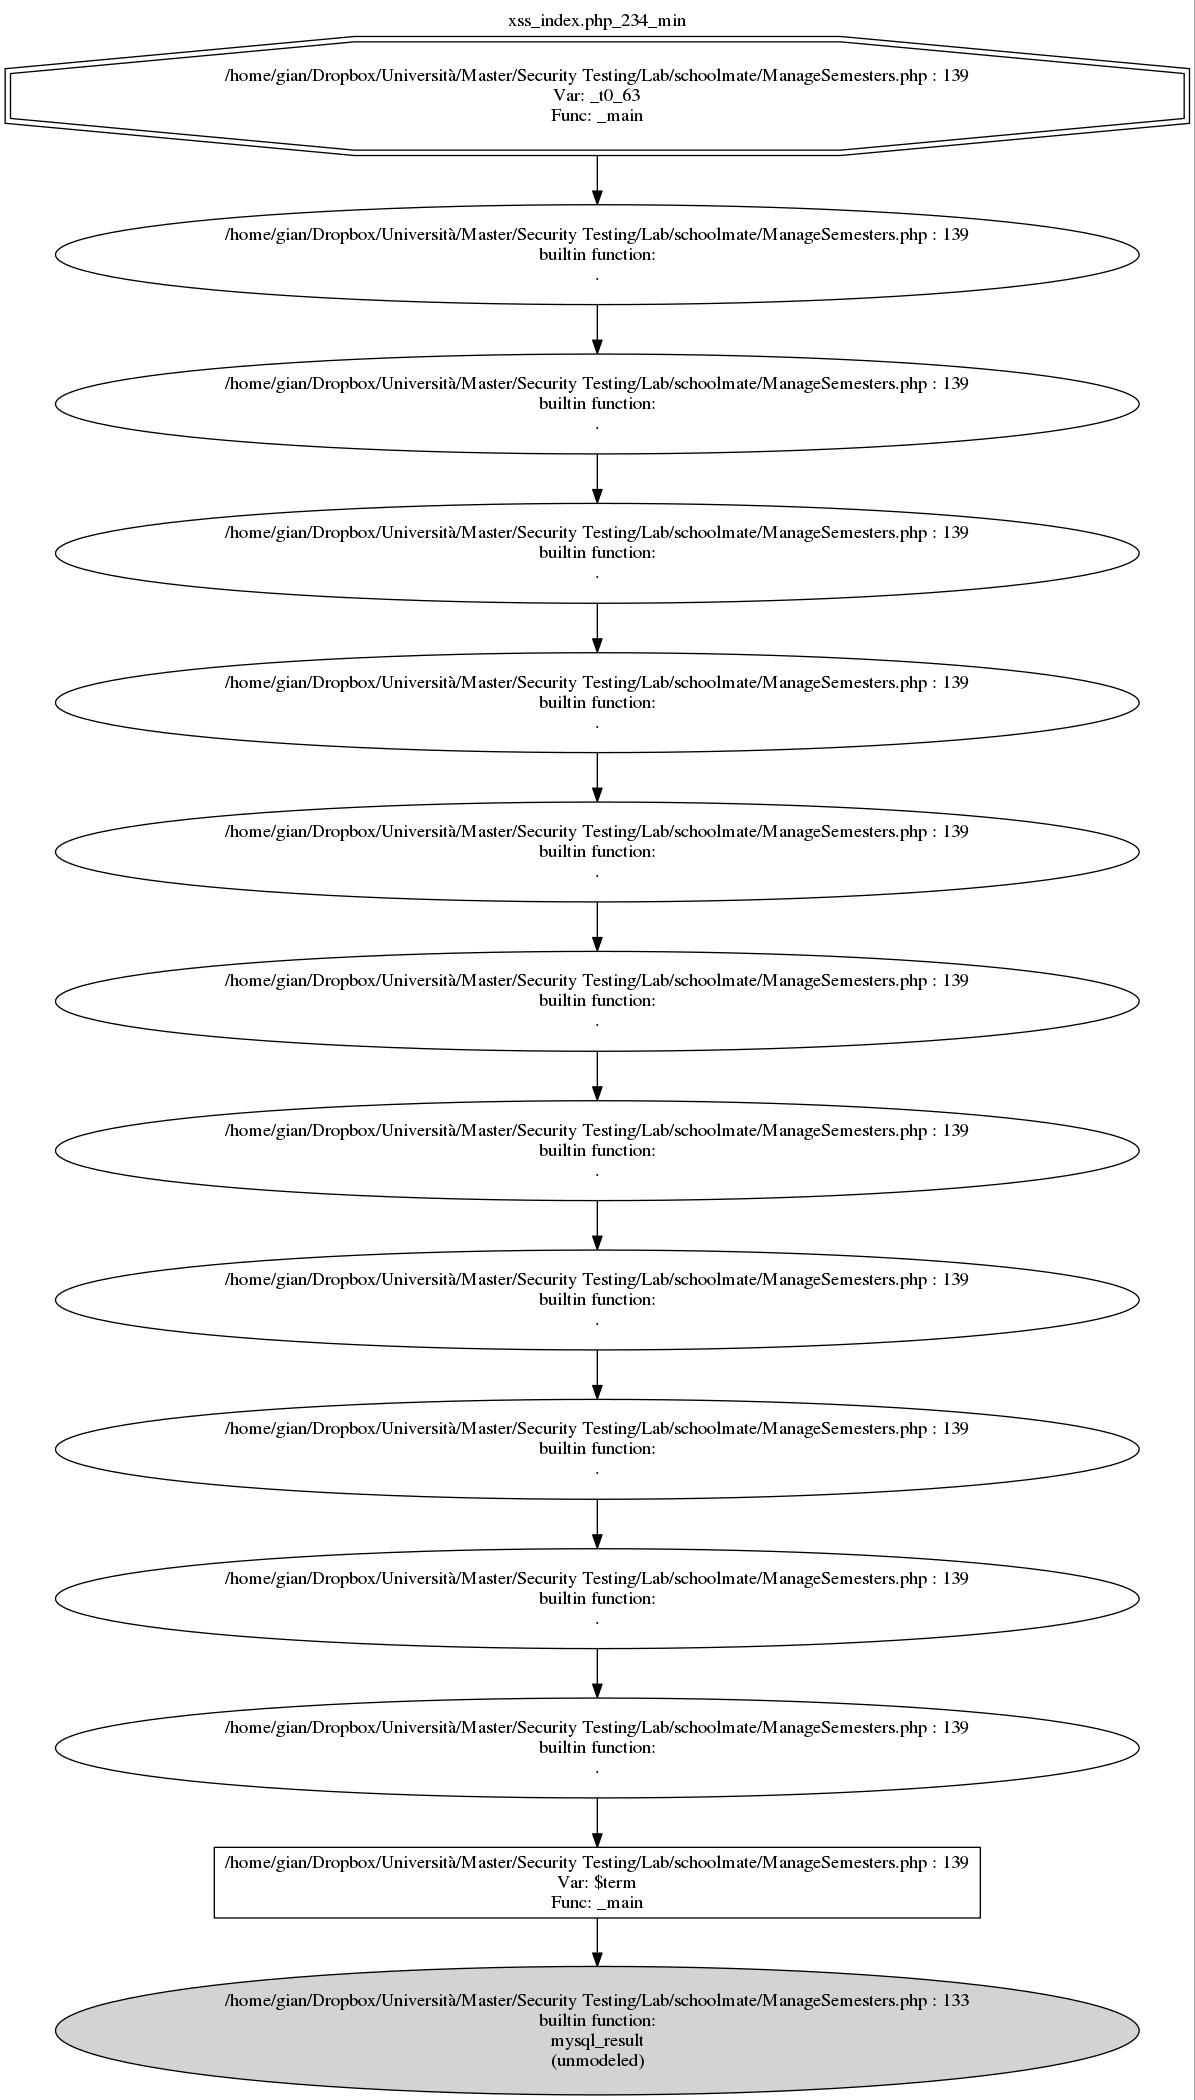 xss_index.php_234_min
/home/gian/Dropbox/Università/Master/Security Testing/Lab/schoolmate/ManageSemesters.php : 139
Var: _t0_63
Func: _main
/home/gian/Dropbox/Università/Master/Security Testing/Lab/schoolmate/ManageSemesters.php : 139
builtin function:
.
/home/gian/Dropbox/Università/Master/Security Testing/Lab/schoolmate/ManageSemesters.php : 139
builtin function:
.
/home/gian/Dropbox/Università/Master/Security Testing/Lab/schoolmate/ManageSemesters.php : 139
builtin function:
.
/home/gian/Dropbox/Università/Master/Security Testing/Lab/schoolmate/ManageSemesters.php : 139
builtin function:
.
/home/gian/Dropbox/Università/Master/Security Testing/Lab/schoolmate/ManageSemesters.php : 139
builtin function:
.
/home/gian/Dropbox/Università/Master/Security Testing/Lab/schoolmate/ManageSemesters.php : 139
builtin function:
.
/home/gian/Dropbox/Università/Master/Security Testing/Lab/schoolmate/ManageSemesters.php : 139
builtin function:
.
/home/gian/Dropbox/Università/Master/Security Testing/Lab/schoolmate/ManageSemesters.php : 139
builtin function:
.
/home/gian/Dropbox/Università/Master/Security Testing/Lab/schoolmate/ManageSemesters.php : 139
builtin function:
.
/home/gian/Dropbox/Università/Master/Security Testing/Lab/schoolmate/ManageSemesters.php : 139
builtin function:
.
/home/gian/Dropbox/Università/Master/Security Testing/Lab/schoolmate/ManageSemesters.php : 139
builtin function:
.
/home/gian/Dropbox/Università/Master/Security Testing/Lab/schoolmate/ManageSemesters.php : 139
Var: $term
Func: _main
/home/gian/Dropbox/Università/Master/Security Testing/Lab/schoolmate/ManageSemesters.php : 133
builtin function:
mysql_result
(unmodeled)